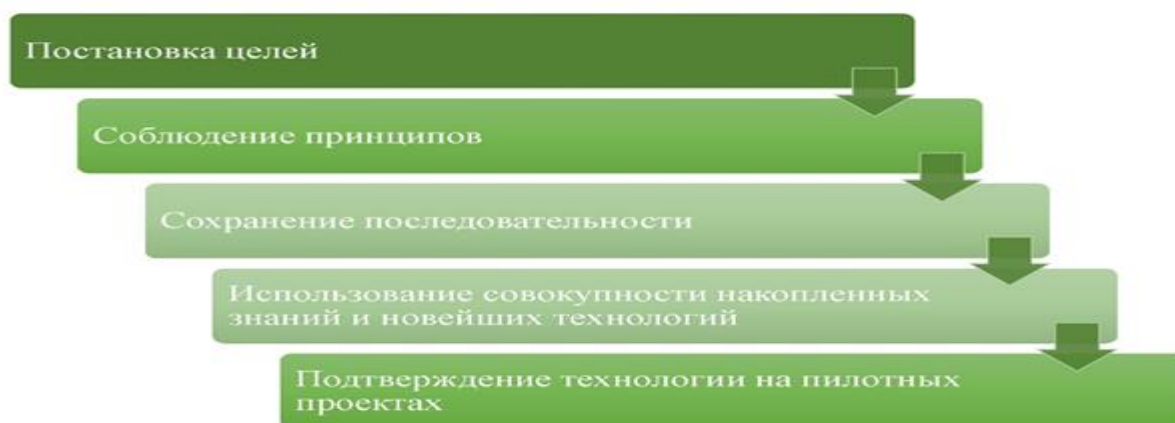 Постановка целей
Соблюдение принципов
Сохранение последовательности
Использование совокупности накопленных
знаний и новейших технологий
Подтверждение технологии на пилотных
проектах